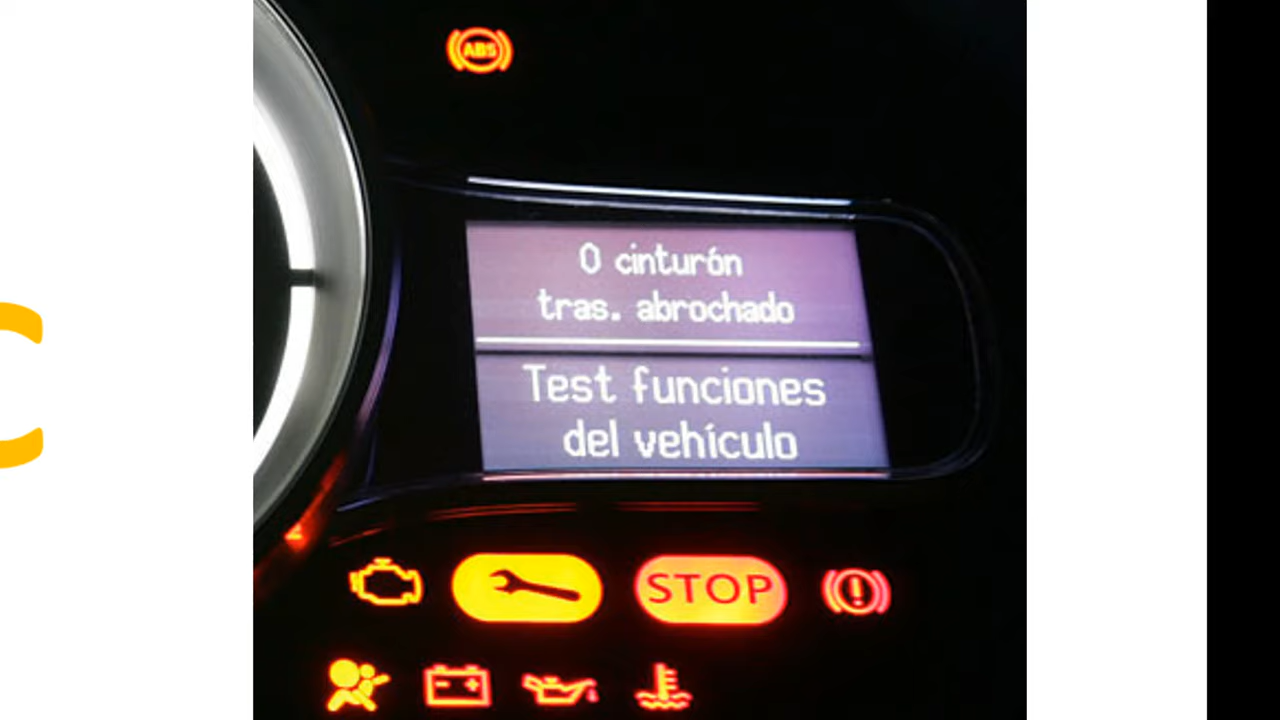 ABS
0 cinturón
tras. abrochado
Test funciones
del vehículo
STOP